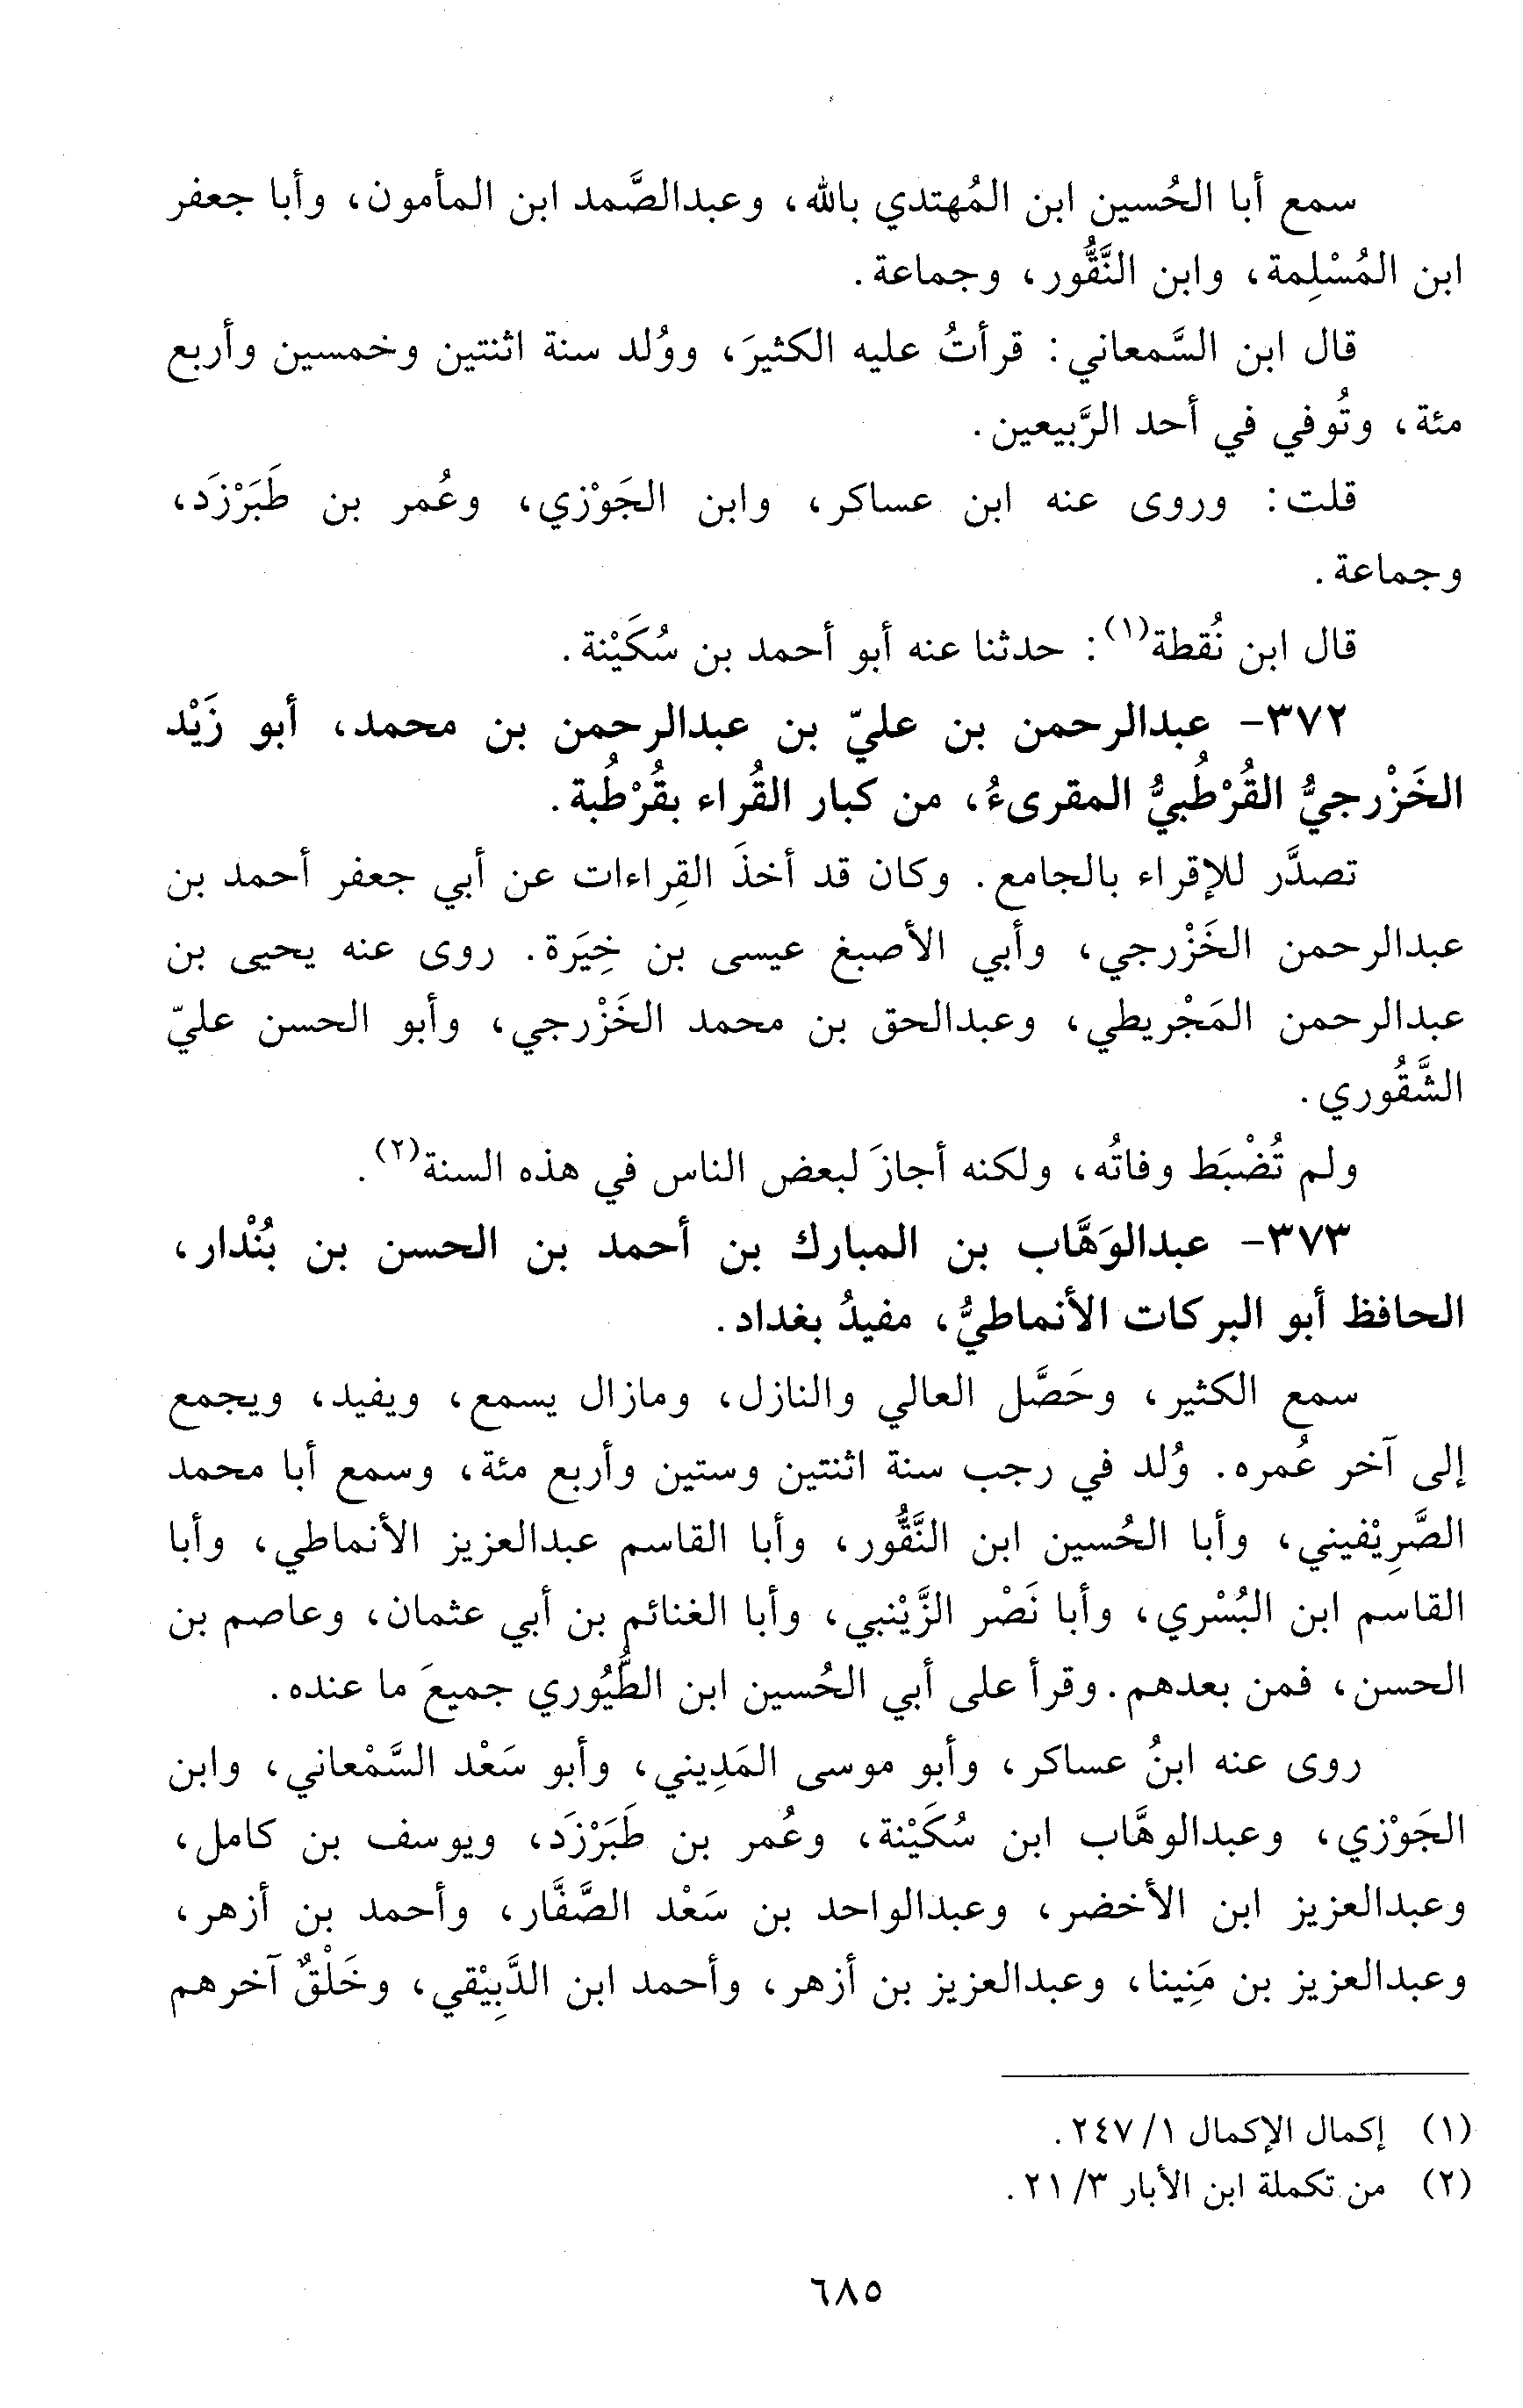 سمع أبا الحُسين ابن المُهتدي بالله، وعبدالصَّمد ابن المأمون، وأبا جعفر
ابن المُسْلِمة، وابن النَّقُّور، وجماعة.
قال ابن السَّمعاني: قرأتُ عليه الكثيرَ، ووُلد سنة اثنتين وخمسين وأربع
مئة، وتُوفي في أحد الرَّبيعين.
قلت: وروى عنه ابن عساكر، وابن الجَوْزي، وعُمر بن طَبَرْزَد،
وجماعة.
قال ابن نُقطة(١): حدثنا عنه أبو أحمد بن سُكَيْنة.
٣٧٢- عبدالرحمن بن عليّ بن عبدالرحمن بن محمد، أبو زَيْد
الخَزْرجيُّ القُرْطُبيُّ المقرىءُ، من كبار القُراء بقُرْطُبة.
تصدَّر للإقراء بالجامع. وكان قد أخذَ القِراءات عن أبي جعفر أحمد بن
عبدالرحمن الخَزْرجي، وأبي الأصبغ عيسى بن خِيَرة. روى عنه يحيى بن
عبدالرحمن المَجْريطي، وعبدالحق بن محمد الخَزْرجي، وأبو الحسن عليّ
الشَّقُوري.
ولم تُضْبَط وفاتُه، ولكنه أجازَ لبعض الناس في هذه السنة(٢).
٣٧٣- عبدالوَهَّاب بن المبارك بن أحمد بن الحسن بن بُنْدار،
الحافظ أبو البركات الأنماطيُّ، مفيدُ بغداد.
سمع الكثير، وحَصَّل العالي والنازل، ومازال يسمع، ويفيد، ويجمع
إلى آخر عُمره. وُلد في رجب سنة اثنتين وستين وأربع مئة، وسمع أبا محمد
الصَّرِيْفيني، وأبا الحُسين ابن النَّقُّور، وأبا القاسم عبدالعزيز الأنماطي، وأبا
القاسم ابن البُسْري، وأبا نَصْر الزَّيْنبي، وأبا الغنائم بن أبي عثمان، وعاصم بن
الحسن، فمن بعدهم. وقرأ على أبي الحُسين ابن الطُّيُوري جميعَ ما عنده.
روى عنه ابنُ عساكر، وأبو موسى المَدِيني، وأبو سَعْد السَّمْعاني، وابن
الجَوْزي، وعبدالوهَّاب ابن سُكَيْنة، وعُمر بن طَبَرْزَد، ويوسف بن كامل،
وعبدالعزيز ابن الأخضر، وعبدالواحد بن سَعْد الصَّفَّار، وأحمد بن أزهر،
وعبدالعزيز بن مَنِينا، وعبدالعزيز بن أزهر، وأحمد ابن الدَّبِيْقي، وخَلْقٌ آخرهم
(١) إكمال الإكمال ١/ ٢٤٧.
(٢) من تكملة ابن الأبار ٣/ ٢١.
٦٨٥